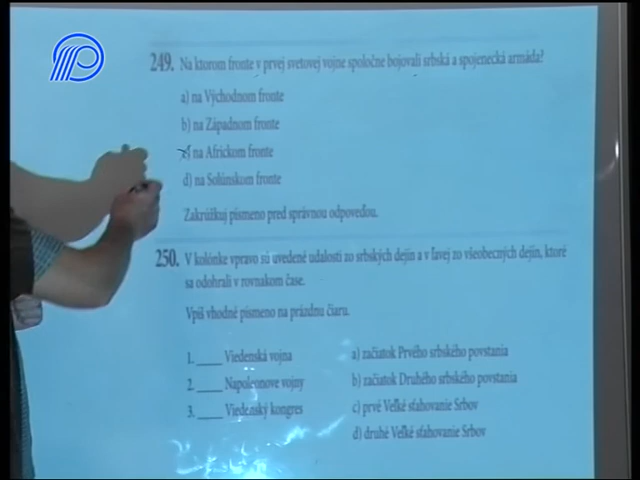 249. Na ktorom fronte v prvej svetovej vojne spoločne bojovali srbská a spojenecká armáda?
a) na Východnom fronte
b) na Západnom fronte
c) na Africkom fronte
d) na Solúnskom fronte
Zakrúžkuj písmeno pred správnou odpoveďou.
250. V kolónke vpravo sú uvedené udalosti zo srbských dejín a v ľavej zo všeobecných dejín, ktoré
sa odohrali v rovnakom čase.
Vpíš vhodné písmeno na prázdnu čiaru.
1. ____ Viedenská vojna a) začiatok Prvého srbského povstania
2. ____ Napoleonove vojny b) začiatok Druhého srbského povstania
3. ____ Viedenský kongres c) prvé Veľké sťahovanie Srbov
d) druhé Veľké sťahovanie Srbov